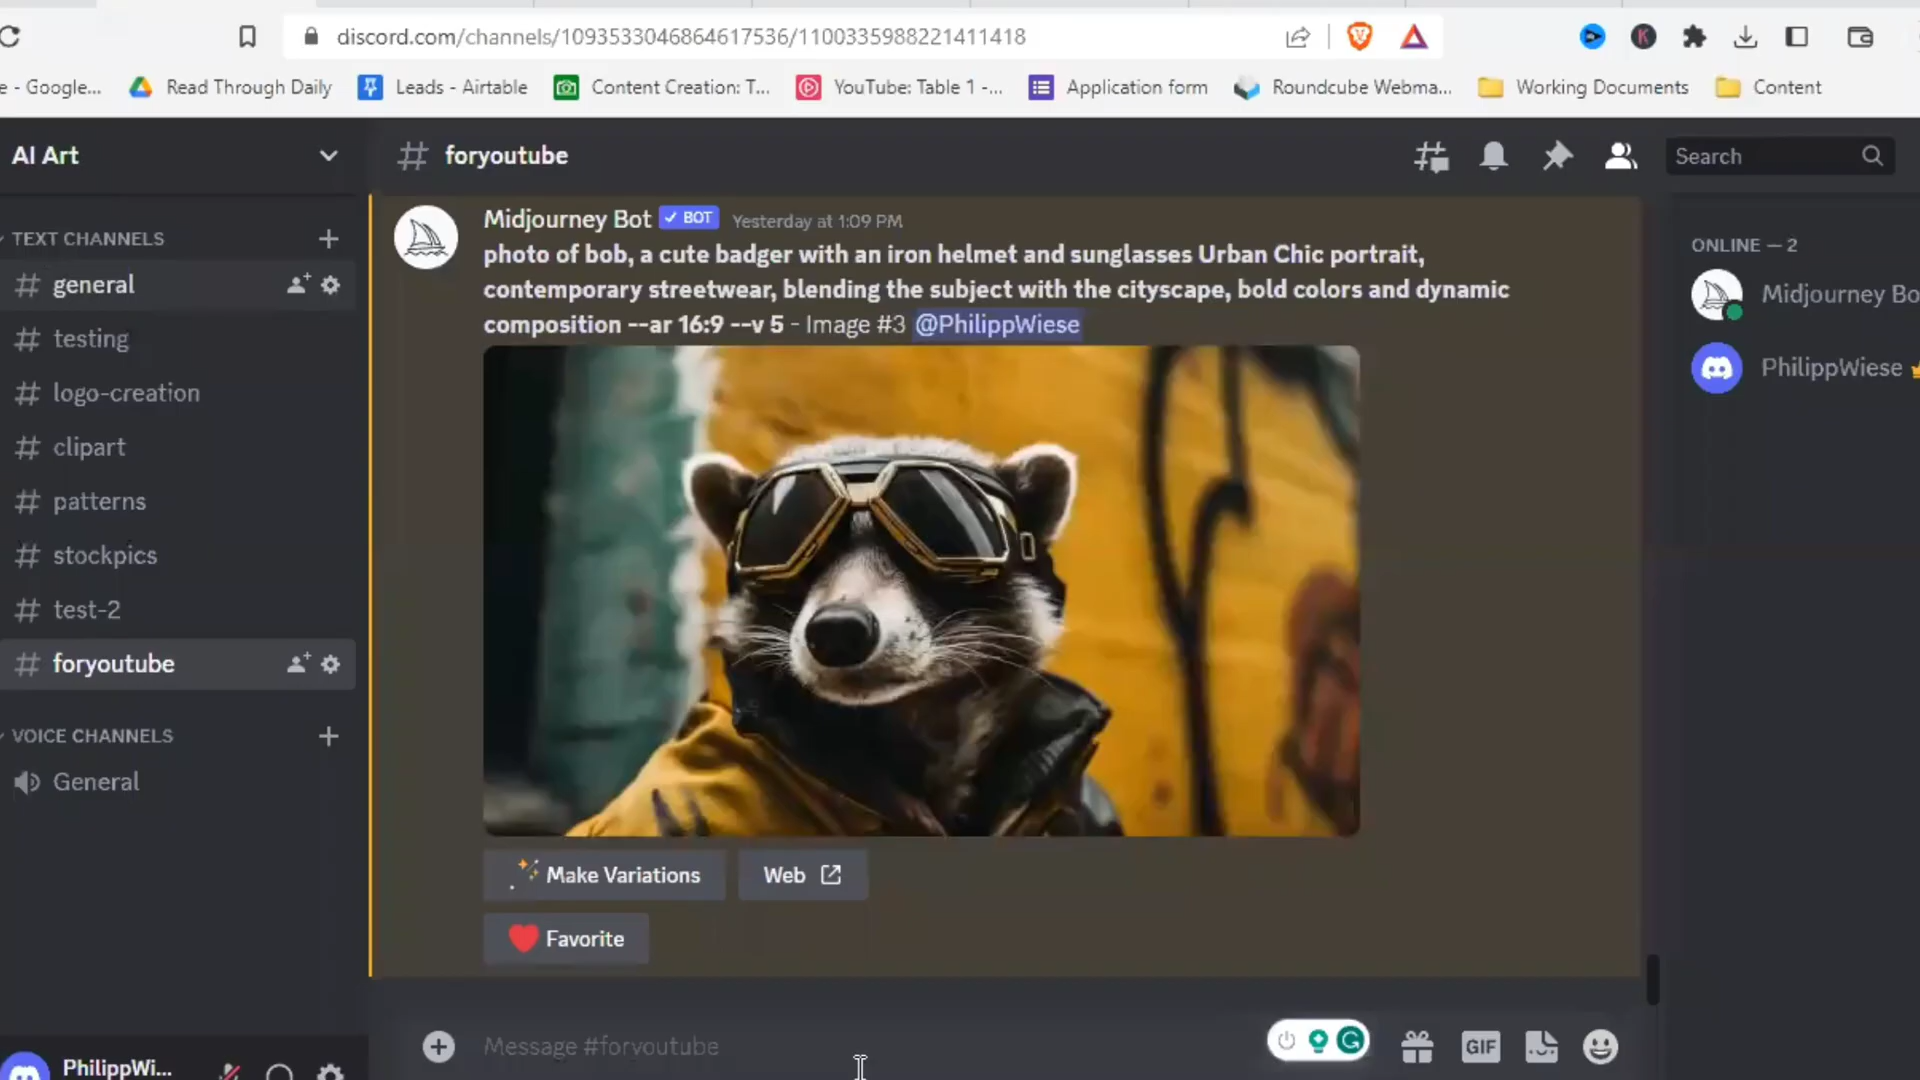 discord.com/channels/1093533046864617536/1100335988221411418
e - Google...
Read Through Daily
Leads - Airtable
Content Creation: T...
YouTube: Table 1 -...
Application form
Roundcube Webma...
Working Documents
Content
AI Art
foryoutube
Search
TEXT CHANNELS
general
testing
logo-creation
clipart
patterns
stockpics
test-2
foryoutube
VOICE CHANNELS
General
PhilippWi...
Midjourney Bot ✓ BOT Yesterday at 1:09 PM
photo of bob, a cute badger with an iron helmet and sunglasses Urban Chic portrait,
contemporary streetwear, blending the subject with the cityscape, bold colors and dynamic
composition --ar 16:9 --v 5 - Image #3 @PhilippWiese
Make Variations
Web
Favorite
Message #foryoutube
GIF
ONLINE — 2
Midjourney Bo
PhilippWiese